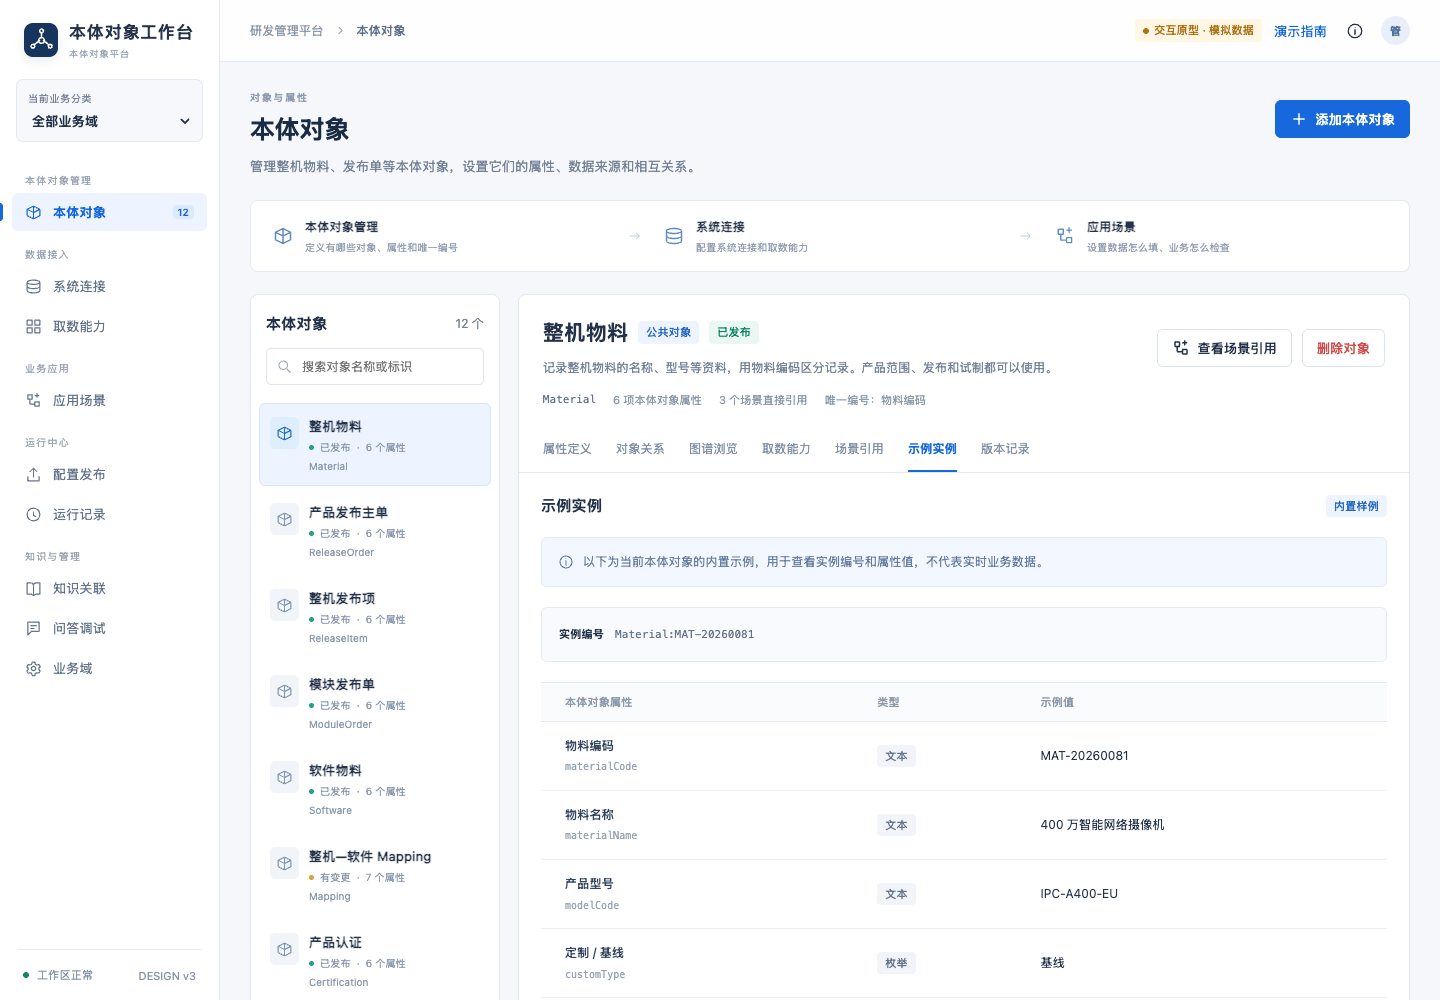 本体对象工作台
本体对象平台
当前业务分类
全部业务域
本体对象管理
本体对象 12
数据接入
系统连接
取数能力
业务应用
应用场景
运行中心
配置发布
运行记录
知识与管理
知识关联
问答调试
业务域
工作区正常 DESIGN v3
研发管理平台 本体对象
交互原型 · 模拟数据 演示指南 管
对象与属性
本体对象
管理整机物料、发布单等本体对象，设置它们的属性、数据来源和相互关系。
添加本体对象
本体对象管理
定义有哪些对象、属性和唯一编号
→
系统连接
配置系统连接和取数能力
→
应用场景
设置数据怎么填、业务怎么检查
本体对象 12 个
搜索对象名称或标识
整机物料
已发布 · 6 个属性
Material
产品发布主单
已发布 · 6 个属性
ReleaseOrder
整机发布项
已发布 · 6 个属性
ReleaseItem
模块发布单
已发布 · 6 个属性
ModuleOrder
软件物料
已发布 · 6 个属性
Software
整机—软件 Mapping
有变更 · 7 个属性
Mapping
产品认证
已发布 · 6 个属性
Certification
整机物料 公共对象 已发布
记录整机物料的名称、型号等资料，用物料编码区分记录。产品范围、发布和试制都可以使用。
Material 6 项本体对象属性 3 个场景直接引用 唯一编号：物料编码
查看场景引用 删除对象
属性定义 对象关系 图谱浏览 取数能力 场景引用 示例实例 版本记录
示例实例 内置样例
以下为当前本体对象的内置示例，用于查看实例编号和属性值，不代表实时业务数据。
实例编号 Material:MAT-20260081
本体对象属性 类型 示例值
物料编码
materialCode
文本 MAT-20260081
物料名称
materialName
文本 400 万智能网络摄像机
产品型号
modelCode
文本 IPC-A400-EU
定制 / 基线
customType
枚举 基线